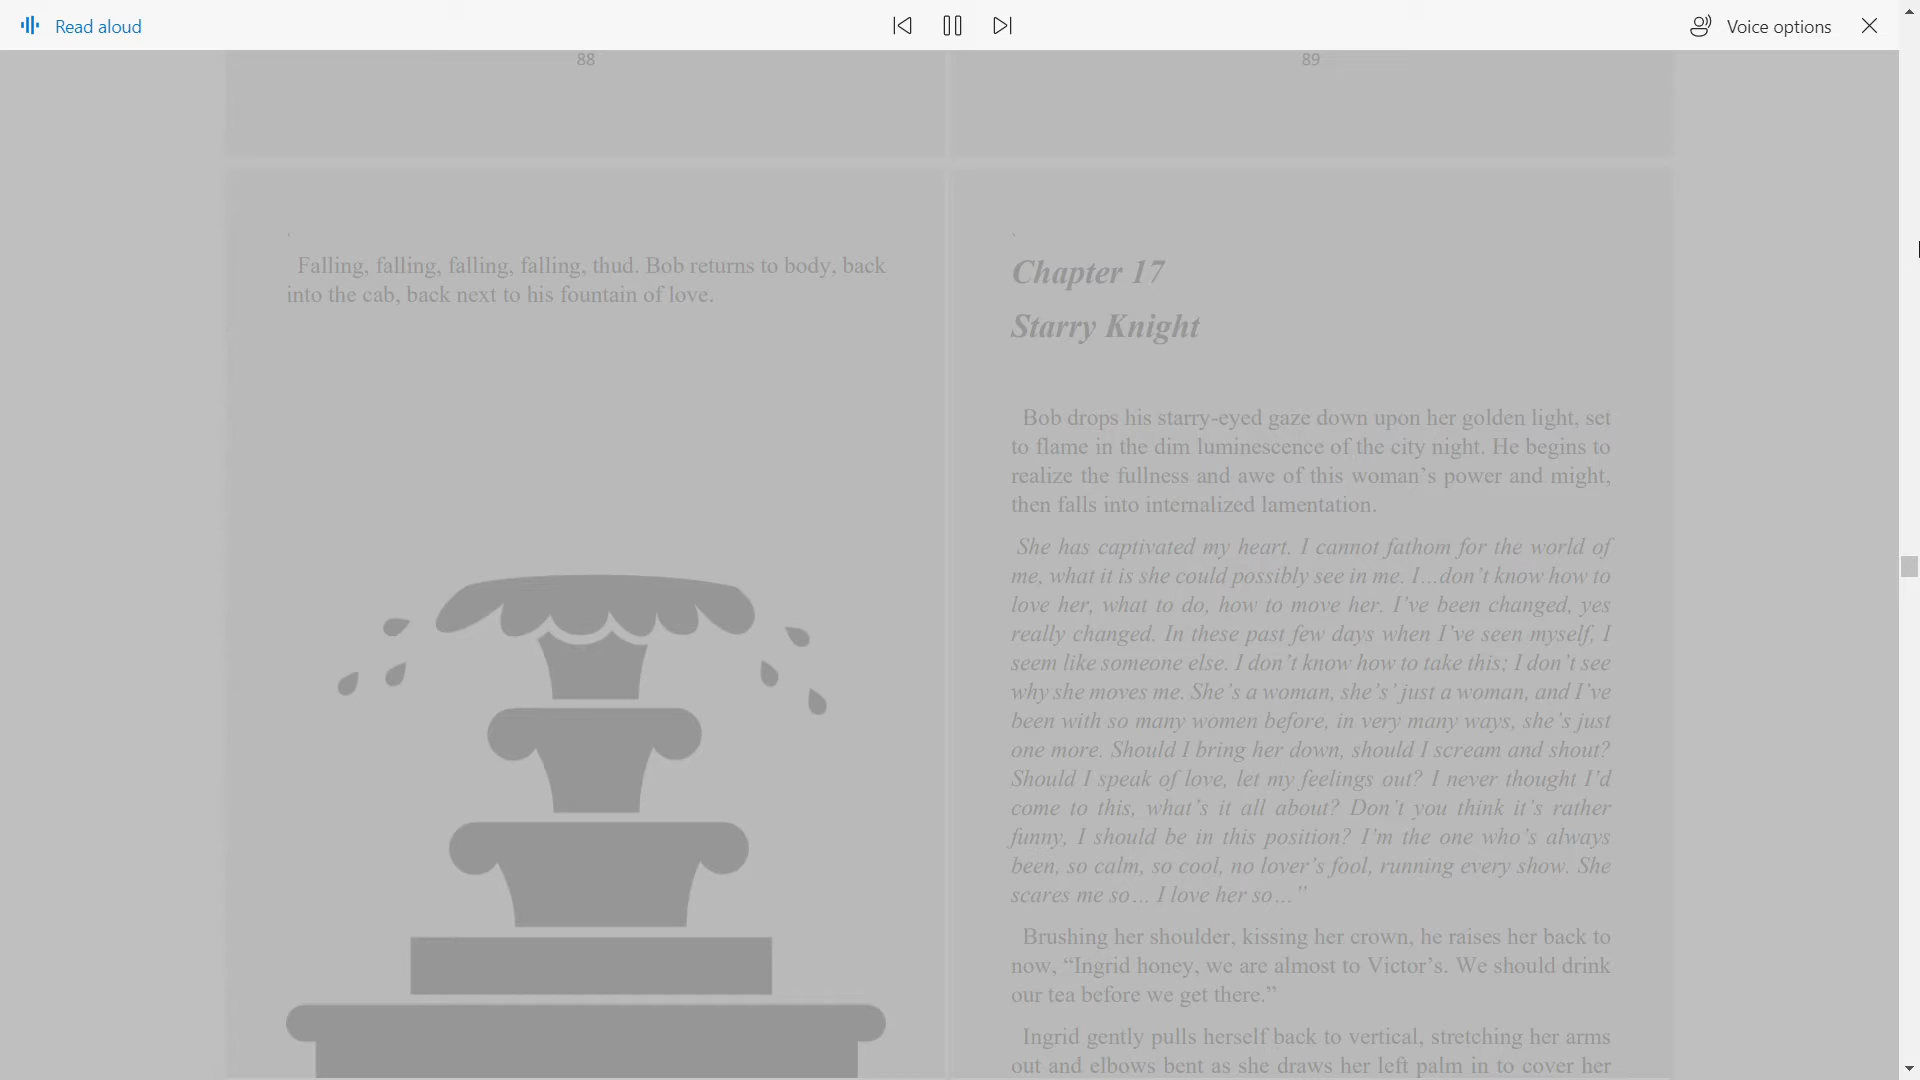 Read aloud
Voice options
88
89
Falling, falling, falling, falling, thud. Bob returns to body, back
into the cab, back next to his fountain of love.
Chapter 17
Starry Knight
Bob drops his starry-eyed gaze down upon her golden light, set
to flame in the dim luminescence of the city night. He begins to
realize the fullness and awe of this woman’s power and might,
then falls into internalized lamentation.
She has captivated my heart. I cannot fathom for the world of
me, what it is she could possibly see in me. I…don’t know how to
love her, what to do, how to move her. I’ve been changed, yes
really changed. In these past few days when I’ve seen myself, I
seem like someone else. I don’t know how to take this; I don’t see
why she moves me. She’s a woman, she’s’ just a woman, and I’ve
been with so many women before, in very many ways, she’s just
one more. Should I bring her down, should I scream and shout?
Should I speak of love, let my feelings out? I never thought I’d
come to this, what’s it all about? Don’t you think it’s rather
funny, I should be in this position? I’m the one who’s always
been, so calm, so cool, no lover’s fool, running every show. She
scares me so… I love her so…”
Brushing her shoulder, kissing her crown, he raises her back to
now, “Ingrid honey, we are almost to Victor’s. We should drink
our tea before we get there.”
Ingrid gently pulls herself back to vertical, stretching her arms
out and elbows bent as she draws her left palm in to cover her